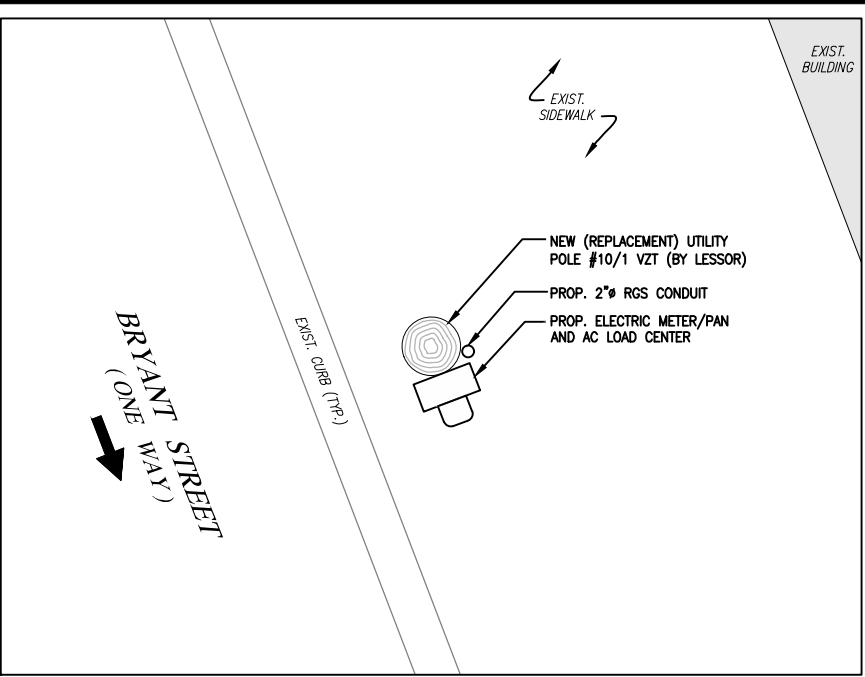 EXIST.
BUILDING
EXIST.
SIDEWALK
NEW (REPLACEMENT) UTILITY
POLE #10/1 VZT (BY LESSOR)
PROP. 2"ø RGS CONDUIT
PROP. ELECTRIC METER/PAN
AND AC LOAD CENTER
EXIST. CURB (TYP.)
BRYANT STREET
(ONE WAY)